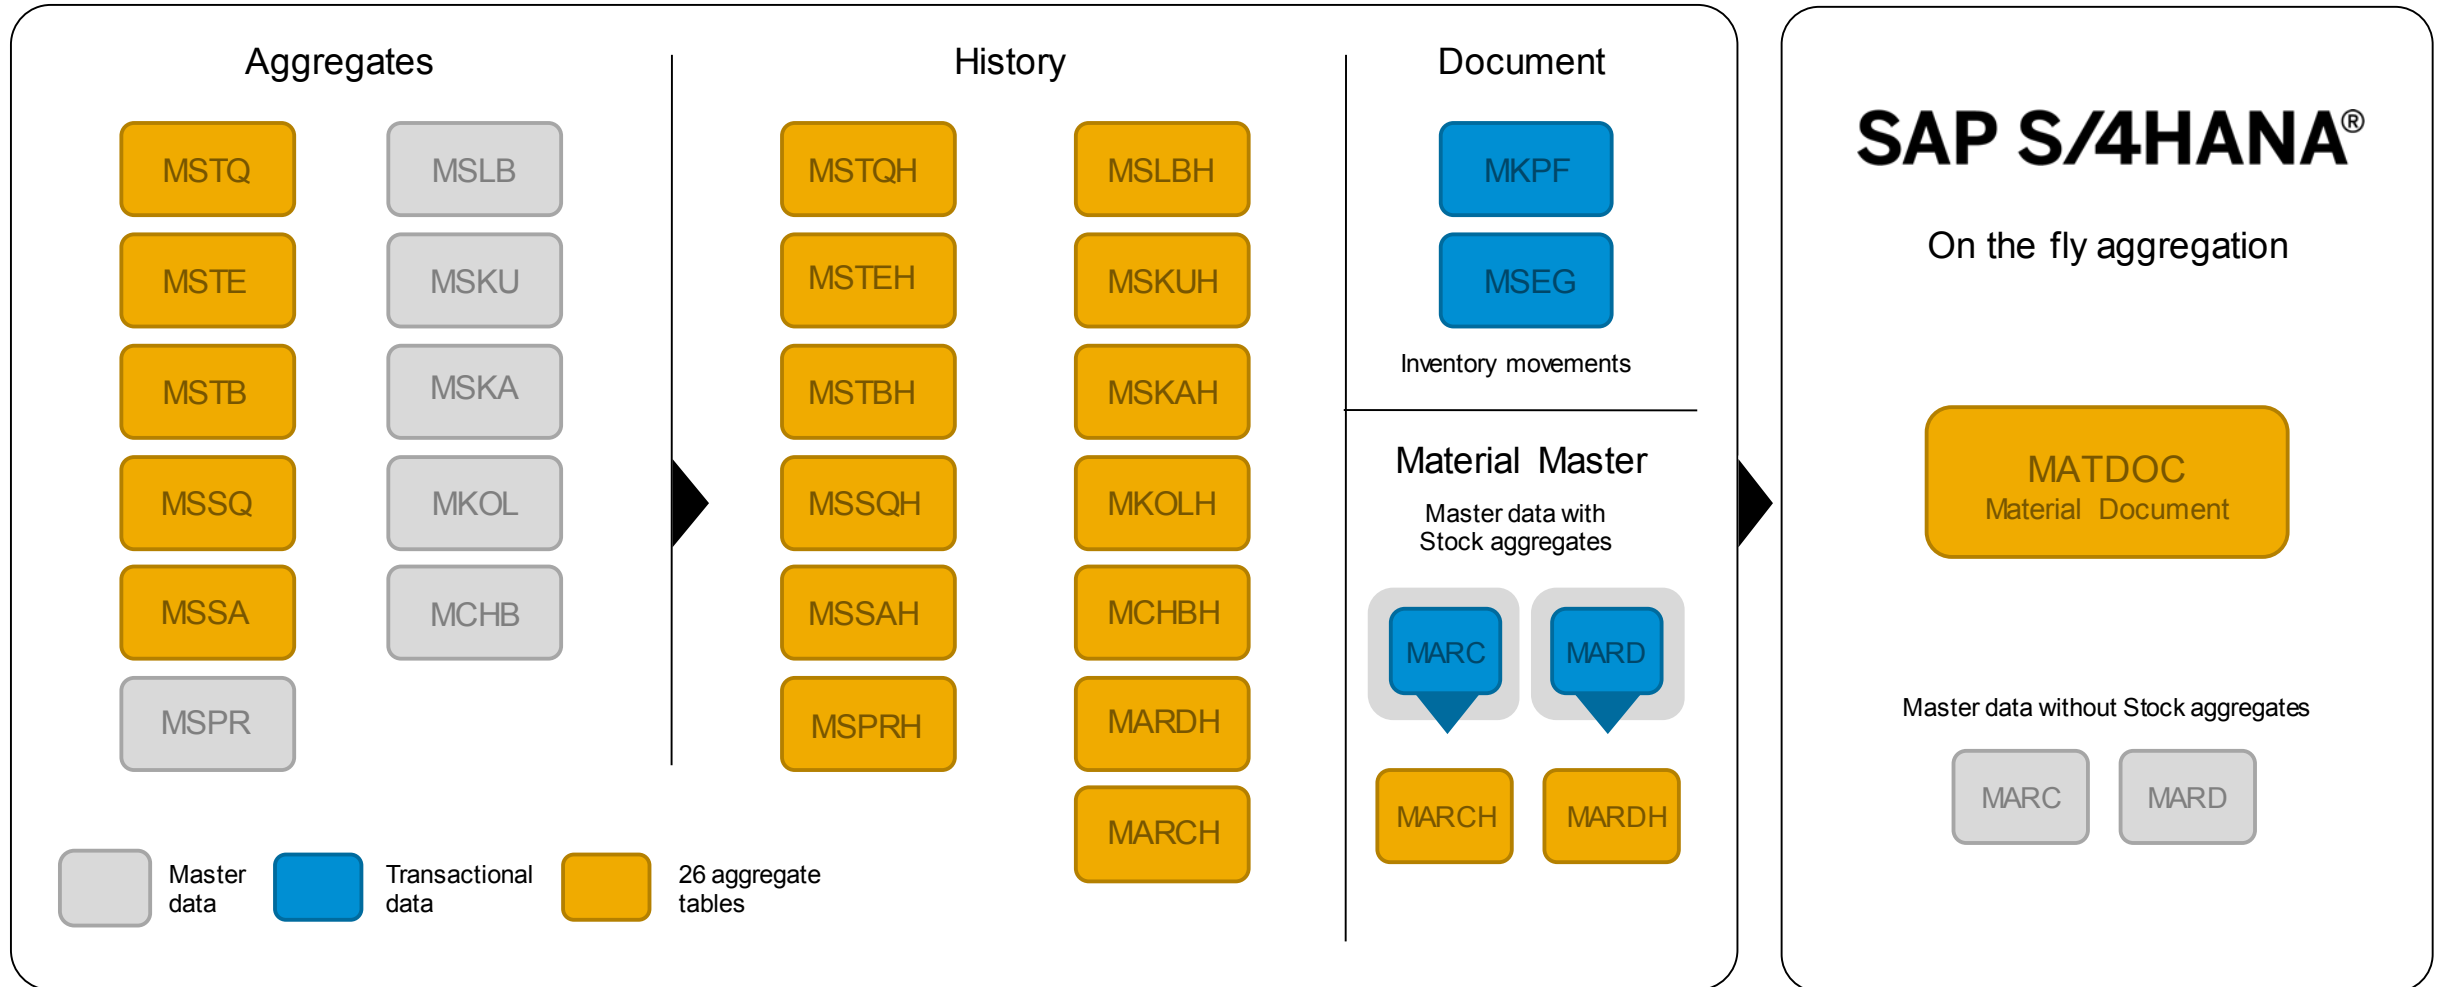 Aggregates
MSTQ
MSLB
MSTE
MSKU
MSTB
MSKA
MSSQ
MKOL
MSSA
MCHB
MSPR
History
MSTQH
MSLBH
MSTEH
MSKUH
MSTBH
MSKAH
MSSQH
MKOLH
MSSAH
MCHBH
MSPRH
MARDH
MARCH
Document
MKPF
MSEG
Inventory movements
Material Master
Master data with
Stock aggregates
MARC
MARD
MARCH
MARDH
Master
data
Transactional
data
26 aggregate
tables
SAP S/4HANA®
On the fly aggregation
MATDOC
Material Document
Master data without Stock aggregates
MARC
MARD